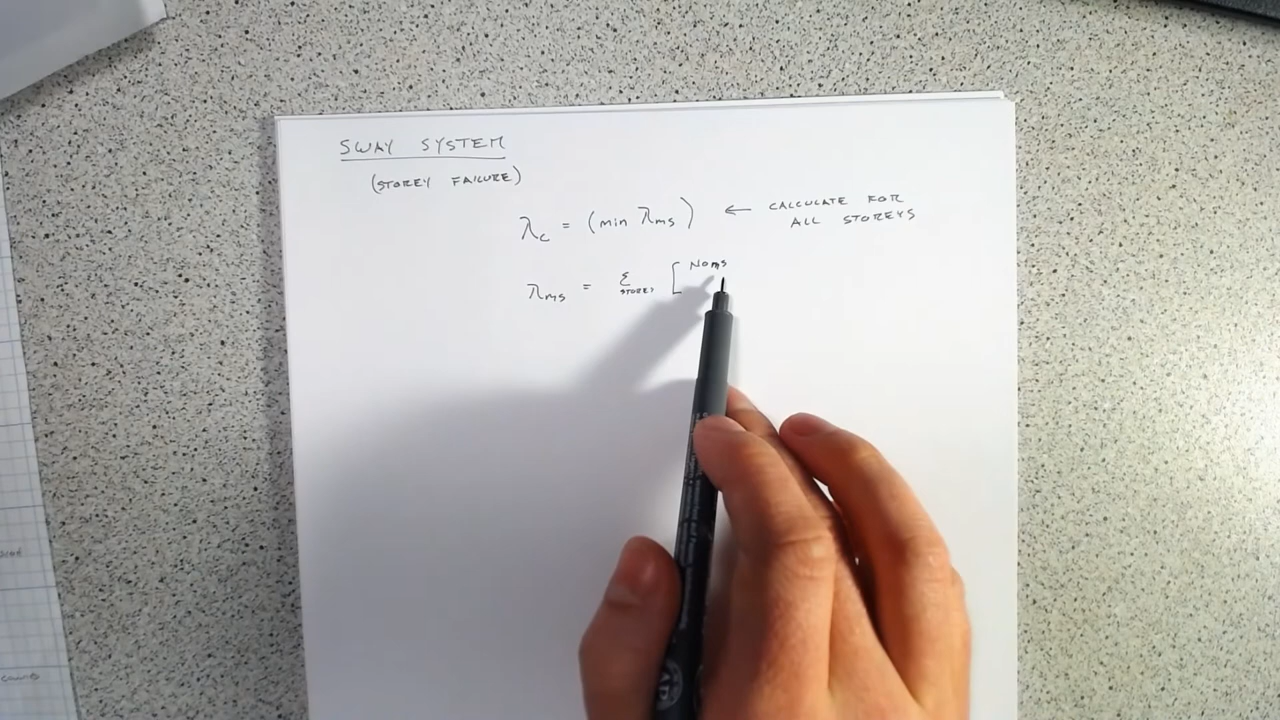 SWAY SYSTEM
(STOREY FAILURE)
λc = (min λms) ← CALCULATE FOR
ALL STOREYS
λms = Σ STOREY [ Noms